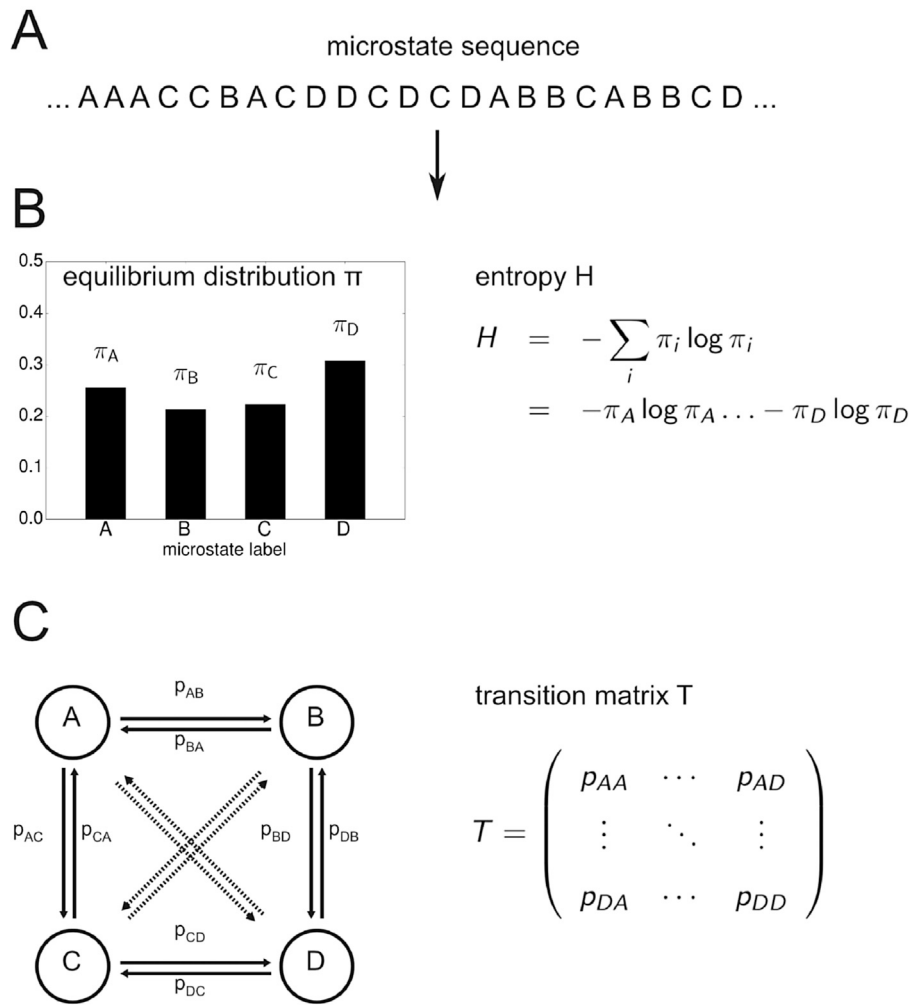 A
microstate sequence
... A A A C C B A C D D C D C D A B B C A B B C D ...
B
0.5
0.4
0.3
0.2
0.1
0.0
equilibrium distribution π
π_A
π_B
π_C
π_D
A B C D
microstate label
entropy H
H = −∑_i π_i log π_i
= −π_A log π_A … − π_D log π_D
C
A
B
C
D
p_AB
p_BA
p_AC
p_CA
p_BD
p_DB
p_CD
p_DC
transition matrix T
T = ( p_AA ⋯ p_AD
⋮ ⋱ ⋮
p_DA ⋯ p_DD )